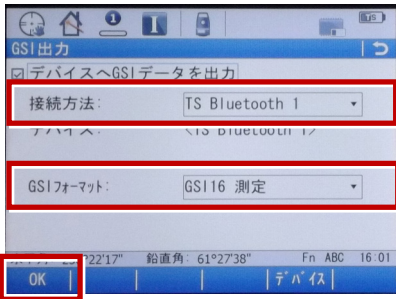 1
I
TS
GSI出力
デバイスへGSIデータを出力
接続方法: TS Bluetooth 1
デバイス: <TS Bluetooth 1>
GSIフォーマット: GSI16 測定
22'17" 鉛直角: 61°27'38" Fn ABC 16:01
OK デバイス